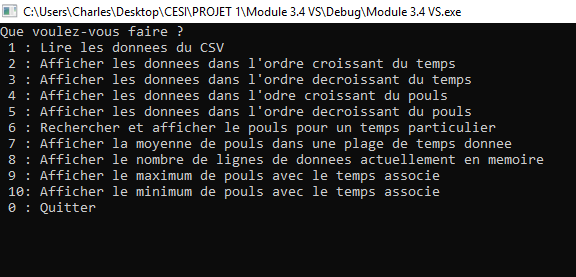 C:\Users\Charles\Desktop\CESI\PROJET 1\Module 3.4 VS\Debug\Module 3.4 VS.exe
Que voulez-vous faire ?
1 : Lire les donnees du CSV
2 : Afficher les donnees dans l'ordre croissant du temps
3 : Afficher les donnees dans l'ordre decroissant du temps
4 : Afficher les donnees dans l'odre croissant du pouls
5 : Afficher les donnees dans l'ordre decroissant du pouls
6 : Rechercher et afficher le pouls pour un temps particulier
7 : Afficher la moyenne de pouls dans une plage de temps donnee
8 : Afficher le nombre de lignes de donnees actuellement en memoire
9 : Afficher le maximum de pouls avec le temps associe
10: Afficher le minimum de pouls avec le temps associe
0 : Quitter